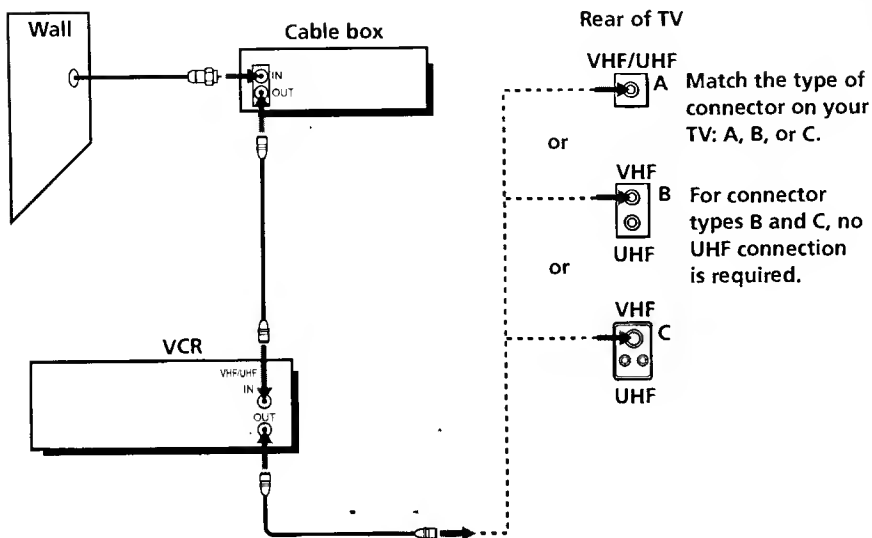 Wall
Cable box
IN
OUT
VCR
VHF/UHF
IN
OUT
Rear of TV
VHF/UHF
A
Match the type of
connector on your
TV: A, B, or C.
or
VHF
B
For connector
types B and C, no
UHF connection
is required.
UHF
or
VHF
C
UHF